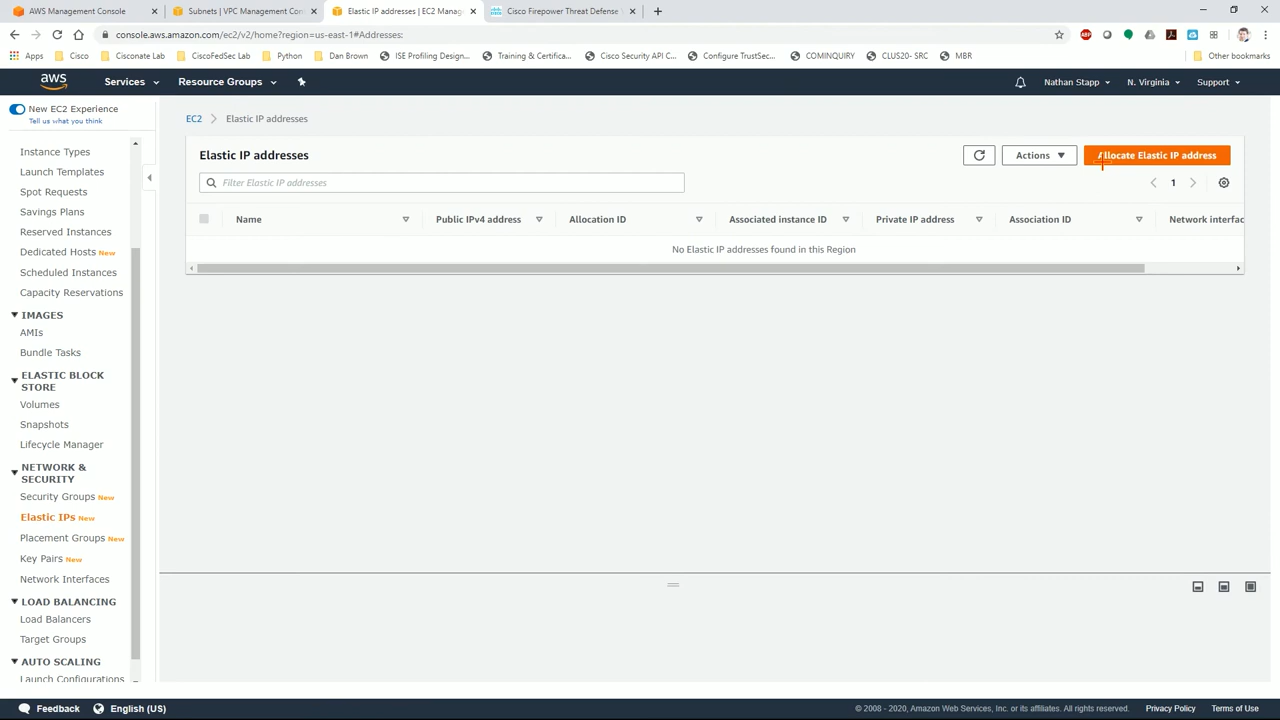 AWS Management Console
Subnets | VPC Management Con
Elastic IP addresses | EC2 Manag
Cisco Firepower Threat Defense V
console.aws.amazon.com/ec2/v2/home?region=us-east-1#Addresses:
Apps Cisco Cisconate Lab CiscoFedSec Lab Python Dan Brown ISE Profiling Design... Training & Certifica... Cisco Security API C... Configure TrustSec... COMINQUIRY CLUS20- SRC MBR Other bookmarks
aws Services Resource Groups Nathan Stapp N. Virginia Support
New EC2 Experience
Tell us what you think
Instance Types
Launch Templates
Spot Requests
Savings Plans
Reserved Instances
Dedicated Hosts New
Scheduled Instances
Capacity Reservations
IMAGES
AMIs
Bundle Tasks
ELASTIC BLOCK
STORE
Volumes
Snapshots
Lifecycle Manager
NETWORK &
SECURITY
Security Groups New
Elastic IPs New
Placement Groups New
Key Pairs New
Network Interfaces
LOAD BALANCING
Load Balancers
Target Groups
AUTO SCALING
Launch Configurations
EC2 Elastic IP addresses
Elastic IP addresses Actions Allocate Elastic IP address
Filter Elastic IP addresses 1
Name Public IPv4 address Allocation ID Associated instance ID Private IP address Association ID Network interfac
No Elastic IP addresses found in this Region
Feedback English (US) © 2008 - 2020, Amazon Web Services, Inc. or its affiliates. All rights reserved. Privacy Policy Terms of Use